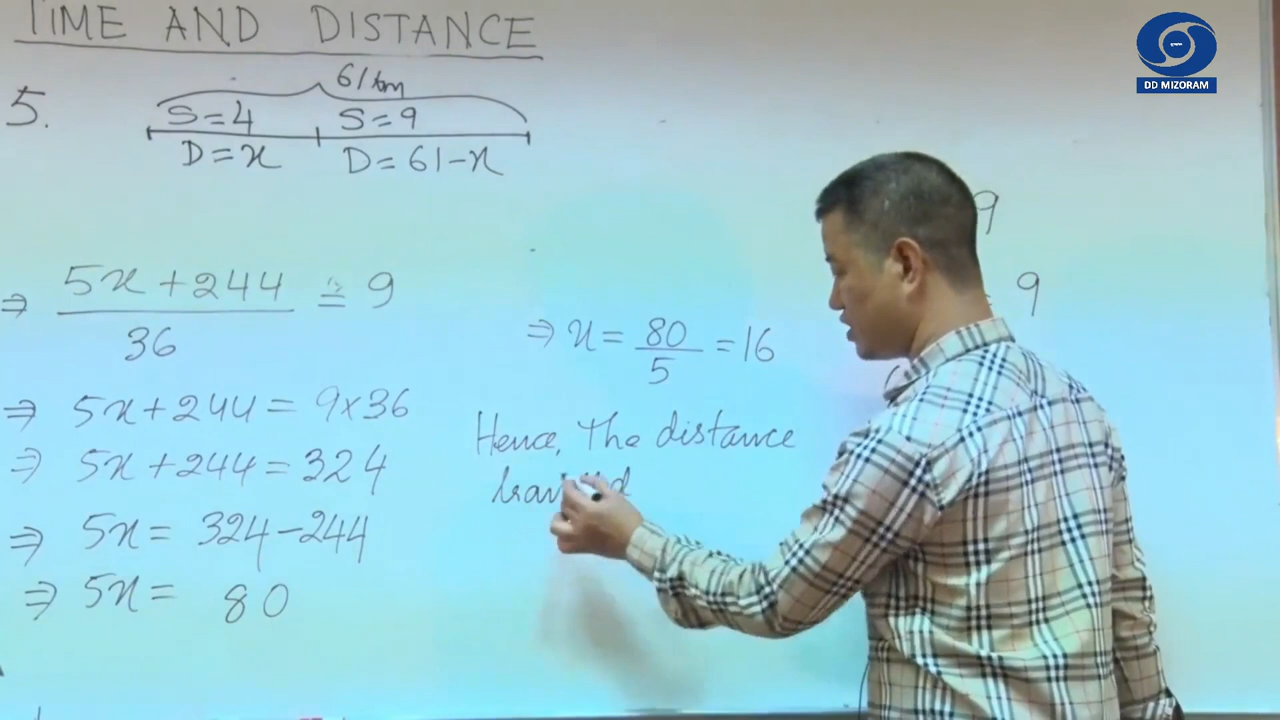 TIME AND DISTANCE
DD MIZORAM
5.
61 km
S=4 S=9
D=x D=61-x
9
⇒ 5x+244 = 9
36
9
⇒ x = 80 = 16
5
⇒ 5x+244 = 9×36
Hence, The distance
⇒ 5x+244 = 324
⇒ 5x = 324-244
⇒ 5x = 80